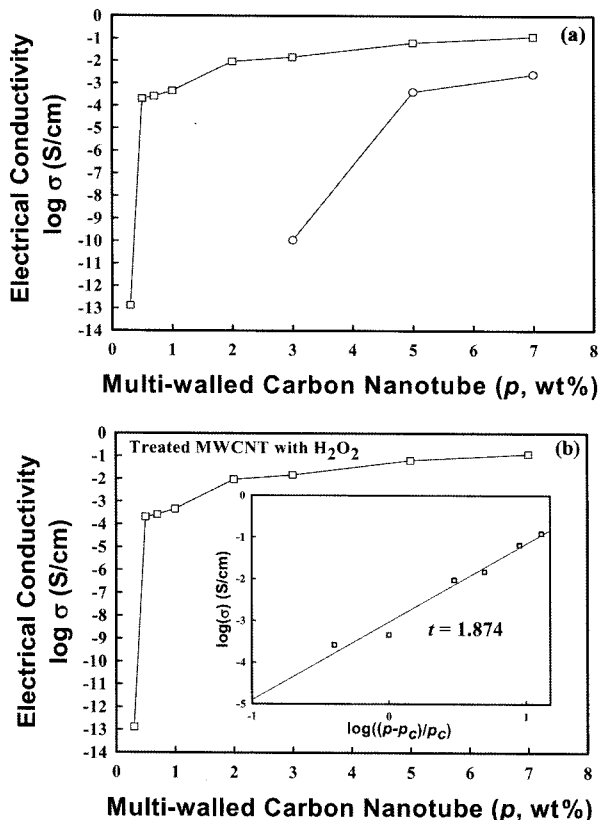 0
-1
-2
-3
-4
-5
-6
-7
-8
-9
-10
-11
-12
-13
-14
(a)
Electrical Conductivity
log σ (S/cm)
0 1 2 3 4 5 6 7 8
Multi-walled Carbon Nanotube (p, wt%)
0
-1
-2
-3
-4
-5
-6
-7
-8
-9
-10
-11
-12
-13
-14
Treated MWCNT with H₂O₂
(b)
Electrical Conductivity
log σ (S/cm)
0
-1
-2
-3
-4
-5
log(σ) (S/cm)
t = 1.874
-1 0 1
log((p-p_c)/p_c)
0 1 2 3 4 5 6 7 8
Multi-walled Carbon Nanotube (p, wt%)